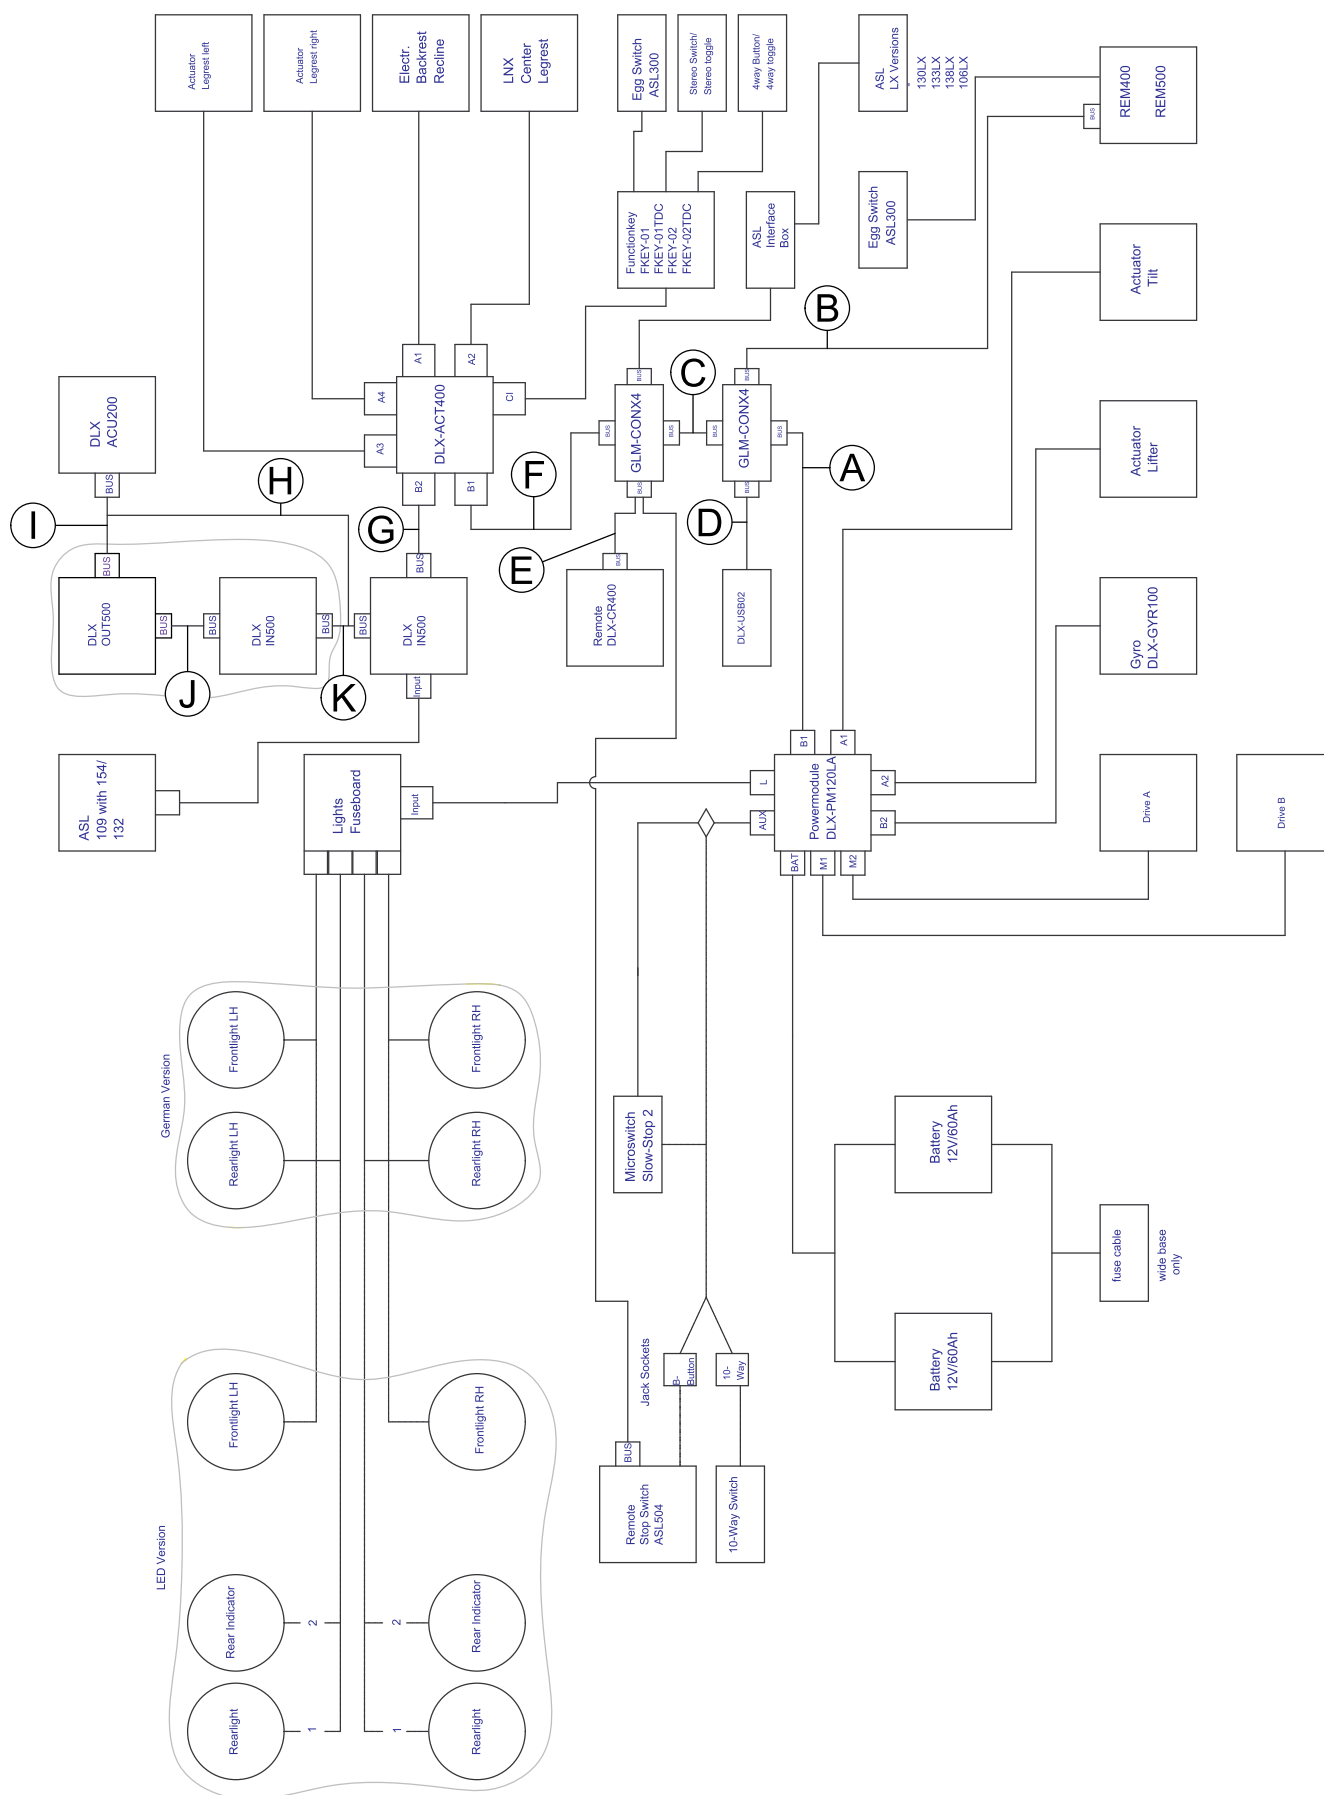 Actuator
Legrest left
Actuator
Legrest right
Electr.
Backrest
Recline
LNX
Center
Legrest
Egg Switch
ASL300
Stereo Switch/
Stereo toggle
4way Button/
4way toggle
ASL
LX Versions
130LX
133LX
138LX
106LX
REM400
REM500
BUS
Functionkey
FKEY-01
FKEY-01TDC
FKEY-02
FKEY-02TDC
ASL
Interface
Box
Egg Switch
ASL300
Actuator
Tilt
B
DLX
ACU200
BUS
A1
A2
A4
A3
CI
DLX-ACT400
B2
B1
BUS
BUS
GLM-CONX4
BUS
BUS
C
BUS
BUS
GLM-CONX4
BUS
BUS
A
Actuator
Lifter
H
I
G
F
D
E
BUS
DLX
OUT500
BUS
BUS
DLX
IN500
BUS
BUS
BUS
DLX
IN500
Input
BUS
Remote
DLX-CR400
DLX-USB02
Gyro
DLX-GYR100
J
K
ASL
109 with 154/
132
Lights
Fuseboard
Input
B1
A1
L
AUX
Powermodule
DLX-PM120LA
A2
B2
BAT
M1
M2
Drive A
Drive B
German Version
Frontlight LH
Frontlight RH
Rearlight LH
Rearlight RH
Microswitch
Slow-Stop 2
Battery
12V/60Ah
fuse cable
wide base
only
Battery
12V/60Ah
LED Version
Frontlight LH
Frontlight RH
Jack Sockets
B-
Button
10-
Way
BUS
Remote
Stop Switch
ASL504
10-Way Switch
Rear Indicator
2
2
Rear Indicator
Rearlight
1
1
Rearlight